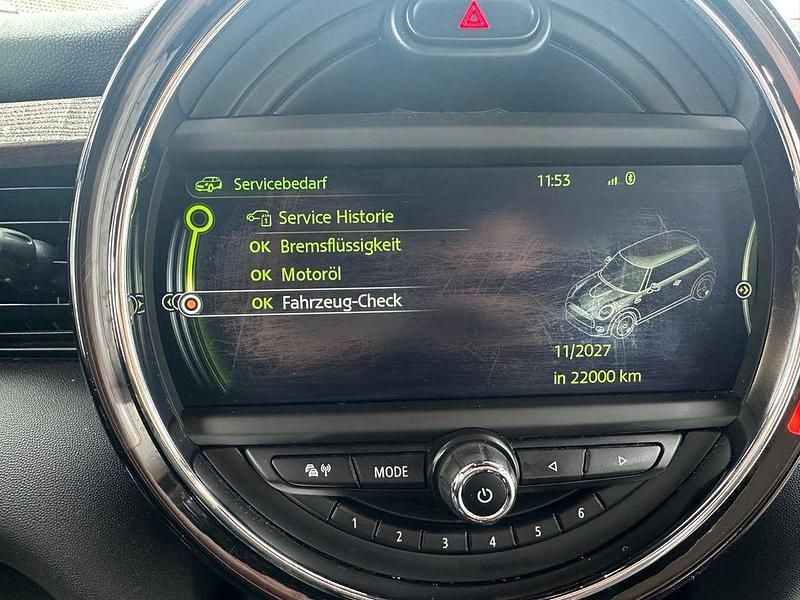 Servicebedarf 11:53
Service Historie
OK Bremsflüssigkeit
OK Motoröl
OK Fahrzeug-Check
11/2027
in 22000 km
MODE
1 2 3 4 5 6